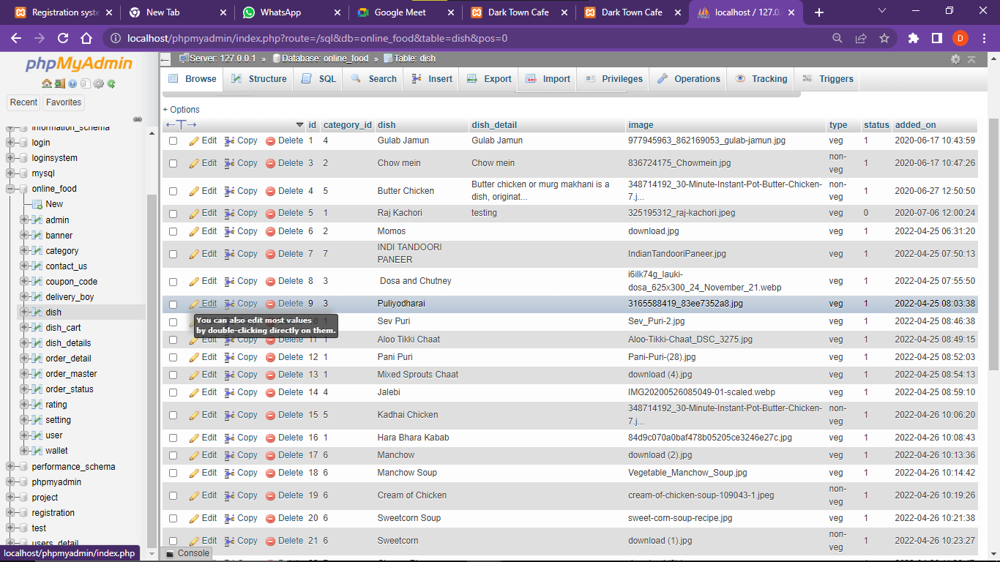 Registration syste
New Tab
WhatsApp
Google Meet
Dark Town Cafe
Dark Town Cafe
localhost / 127.0.
localhost/phpmyadmin/index.php?route=/sql&db=online_food&table=dish&pos=0
D
phpMyAdmin
Recent Favorites
information_schema
login
loginsystem
mysql
online_food
New
admin
banner
category
contact_us
coupon_code
delivery_boy
dish
dish_cart
dish_details
order_detail
order_master
order_status
rating
setting
user
wallet
performance_schema
phpmyadmin
project
registration
test
users_detail
localhost/phpmyadmin/index.php
Server: 127.0.0.1 » Database: online_food » Table: dish
Browse Structure SQL Search Insert Export Import Privileges Operations Tracking Triggers
+ Options
←T→ id category_id dish dish_detail image type status added_on
Edit Copy Delete 1 4 Gulab Jamun Gulab Jamun 977945963_862169053_gulab-jamun.jpg veg 1 2020-06-17 10:43:59
Edit Copy Delete 3 2 Chow mein Chow mein 836724175_Chowmein.jpg non-
veg 1 2020-06-17 10:47:26
Edit Copy Delete 4 5 Butter Chicken Butter chicken or murg makhani is a
dish, originat... 348714192_30-Minute-Instant-Pot-Butter-Chicken-
7.j... non-
veg 1 2020-06-27 12:50:50
Edit Copy Delete 5 1 Raj Kachori testing 325195312_raj-kachori.jpeg veg 0 2020-07-06 12:00:24
Edit Copy Delete 6 2 Momos download.jpg veg 1 2022-04-25 06:31:20
Edit Copy Delete 7 7 INDI TANDOORI
PANEER IndianTandooriPaneer.jpg veg 1 2022-04-25 07:50:13
Edit Copy Delete 8 3 Dosa and Chutney i6ilk74g_lauki-
dosa_625x300_24_November_21.webp veg 1 2022-04-25 07:55:50
Edit Copy Delete 9 3 Puliyodharai 3165588419_83ee7352a8.jpg veg 1 2022-04-25 08:03:38
You can also edit most values
by double-clicking directly on them.
1 Sev Puri Sev_Puri-2.jpg veg 1 2022-04-25 08:46:38
Edit Copy Delete 11 1 Aloo Tikki Chaat Aloo-Tikki-Chaat_DSC_3275.jpg veg 1 2022-04-25 08:49:15
Edit Copy Delete 12 1 Pani Puri Pani-Puri-(28).jpg veg 1 2022-04-25 08:52:03
Edit Copy Delete 13 1 Mixed Sprouts Chaat download (4).jpg veg 1 2022-04-25 08:54:13
Edit Copy Delete 14 4 Jalebi IMG20200526085049-01-scaled.webp veg 1 2022-04-25 08:59:10
Edit Copy Delete 15 5 Kadhai Chicken 348714192_30-Minute-Instant-Pot-Butter-Chicken-
7.j... non-
veg 1 2022-04-26 10:06:20
Edit Copy Delete 16 1 Hara Bhara Kabab 84d9c070a0baf478b05205ce3246e27c.jpg veg 1 2022-04-26 10:08:43
Edit Copy Delete 17 6 Manchow download (2).jpg veg 1 2022-04-26 10:13:36
Edit Copy Delete 18 6 Manchow Soup Vegetable_Manchow_Soup.jpg veg 1 2022-04-26 10:14:42
Edit Copy Delete 19 6 Cream of Chicken cream-of-chicken-soup-109043-1.jpeg non-
veg 1 2022-04-26 10:19:26
Edit Copy Delete 20 6 Sweetcorn Soup sweet-corn-soup-recipe.jpg veg 1 2022-04-26 10:21:38
Edit Copy Delete 21 6 Sweetcorn download (1).jpg non-
veg 1 2022-04-26 10:23:27
Console